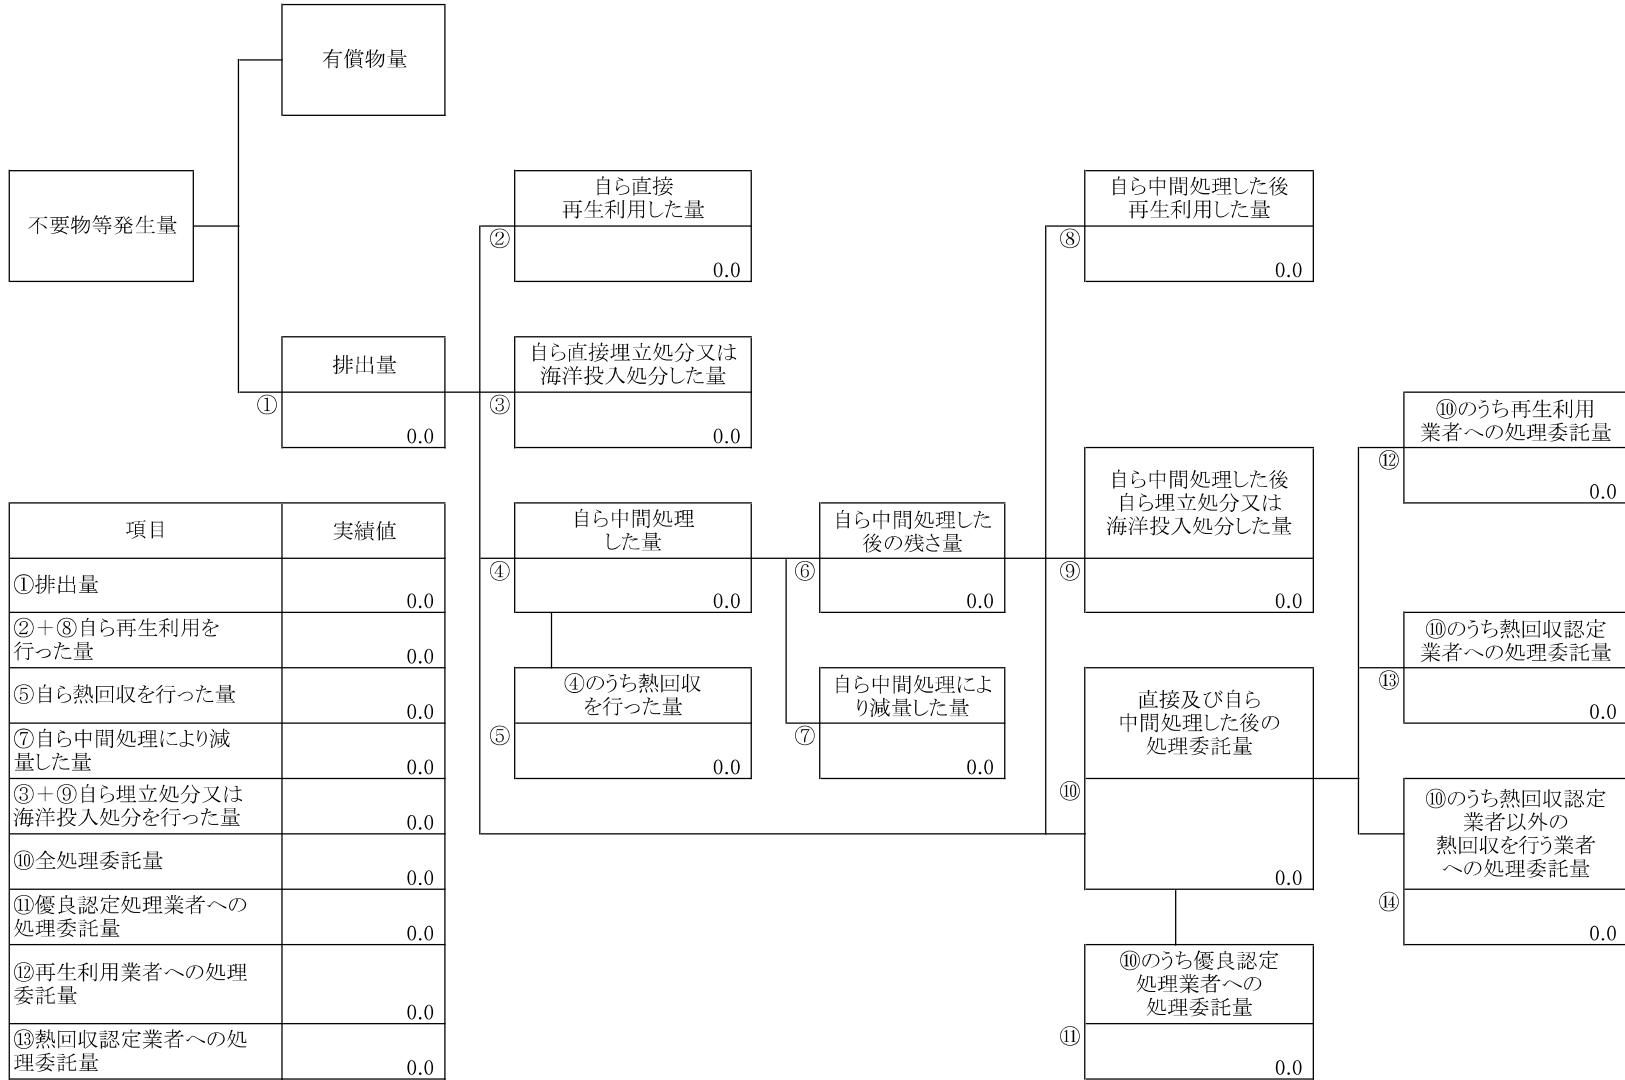 有償物量
不要物等発生量
自ら直接
再生利用した量
②
0.0
自ら中間処理した後
再生利用した量
⑧
0.0
排出量
①
0.0
自ら直接埋立処分又は
海洋投入処分した量
③
0.0
⑩のうち再生利用
業者への処理委託量
⑫
0.0
自ら中間処理
した量
④
0.0
自ら中間処理した
後の残さ量
⑥
0.0
自ら中間処理した後
自ら埋立処分又は
海洋投入処分した量
⑨
0.0
⑩のうち熱回収認定
業者への処理委託量
⑬
0.0
④のうち熱回収
を行った量
⑤
0.0
自ら中間処理によ
り減量した量
⑦
0.0
直接及び自ら
中間処理した後の
処理委託量
⑩
0.0
⑩のうち熱回収認定
業者以外の
熱回収を行う業者
への処理委託量
⑭
0.0
⑩のうち優良認定
処理業者への
処理委託量
⑪
0.0
項目 実績値
①排出量
0.0
②＋⑧自ら再生利用を
行った量
0.0
⑤自ら熱回収を行った量
0.0
⑦自ら中間処理により減
量した量
0.0
③＋⑨自ら埋立処分又は
海洋投入処分を行った量
0.0
⑩全処理委託量
0.0
⑪優良認定処理業者への
処理委託量
0.0
⑫再生利用業者への処理
委託量
0.0
⑬熱回収認定業者への処
理委託量
0.0